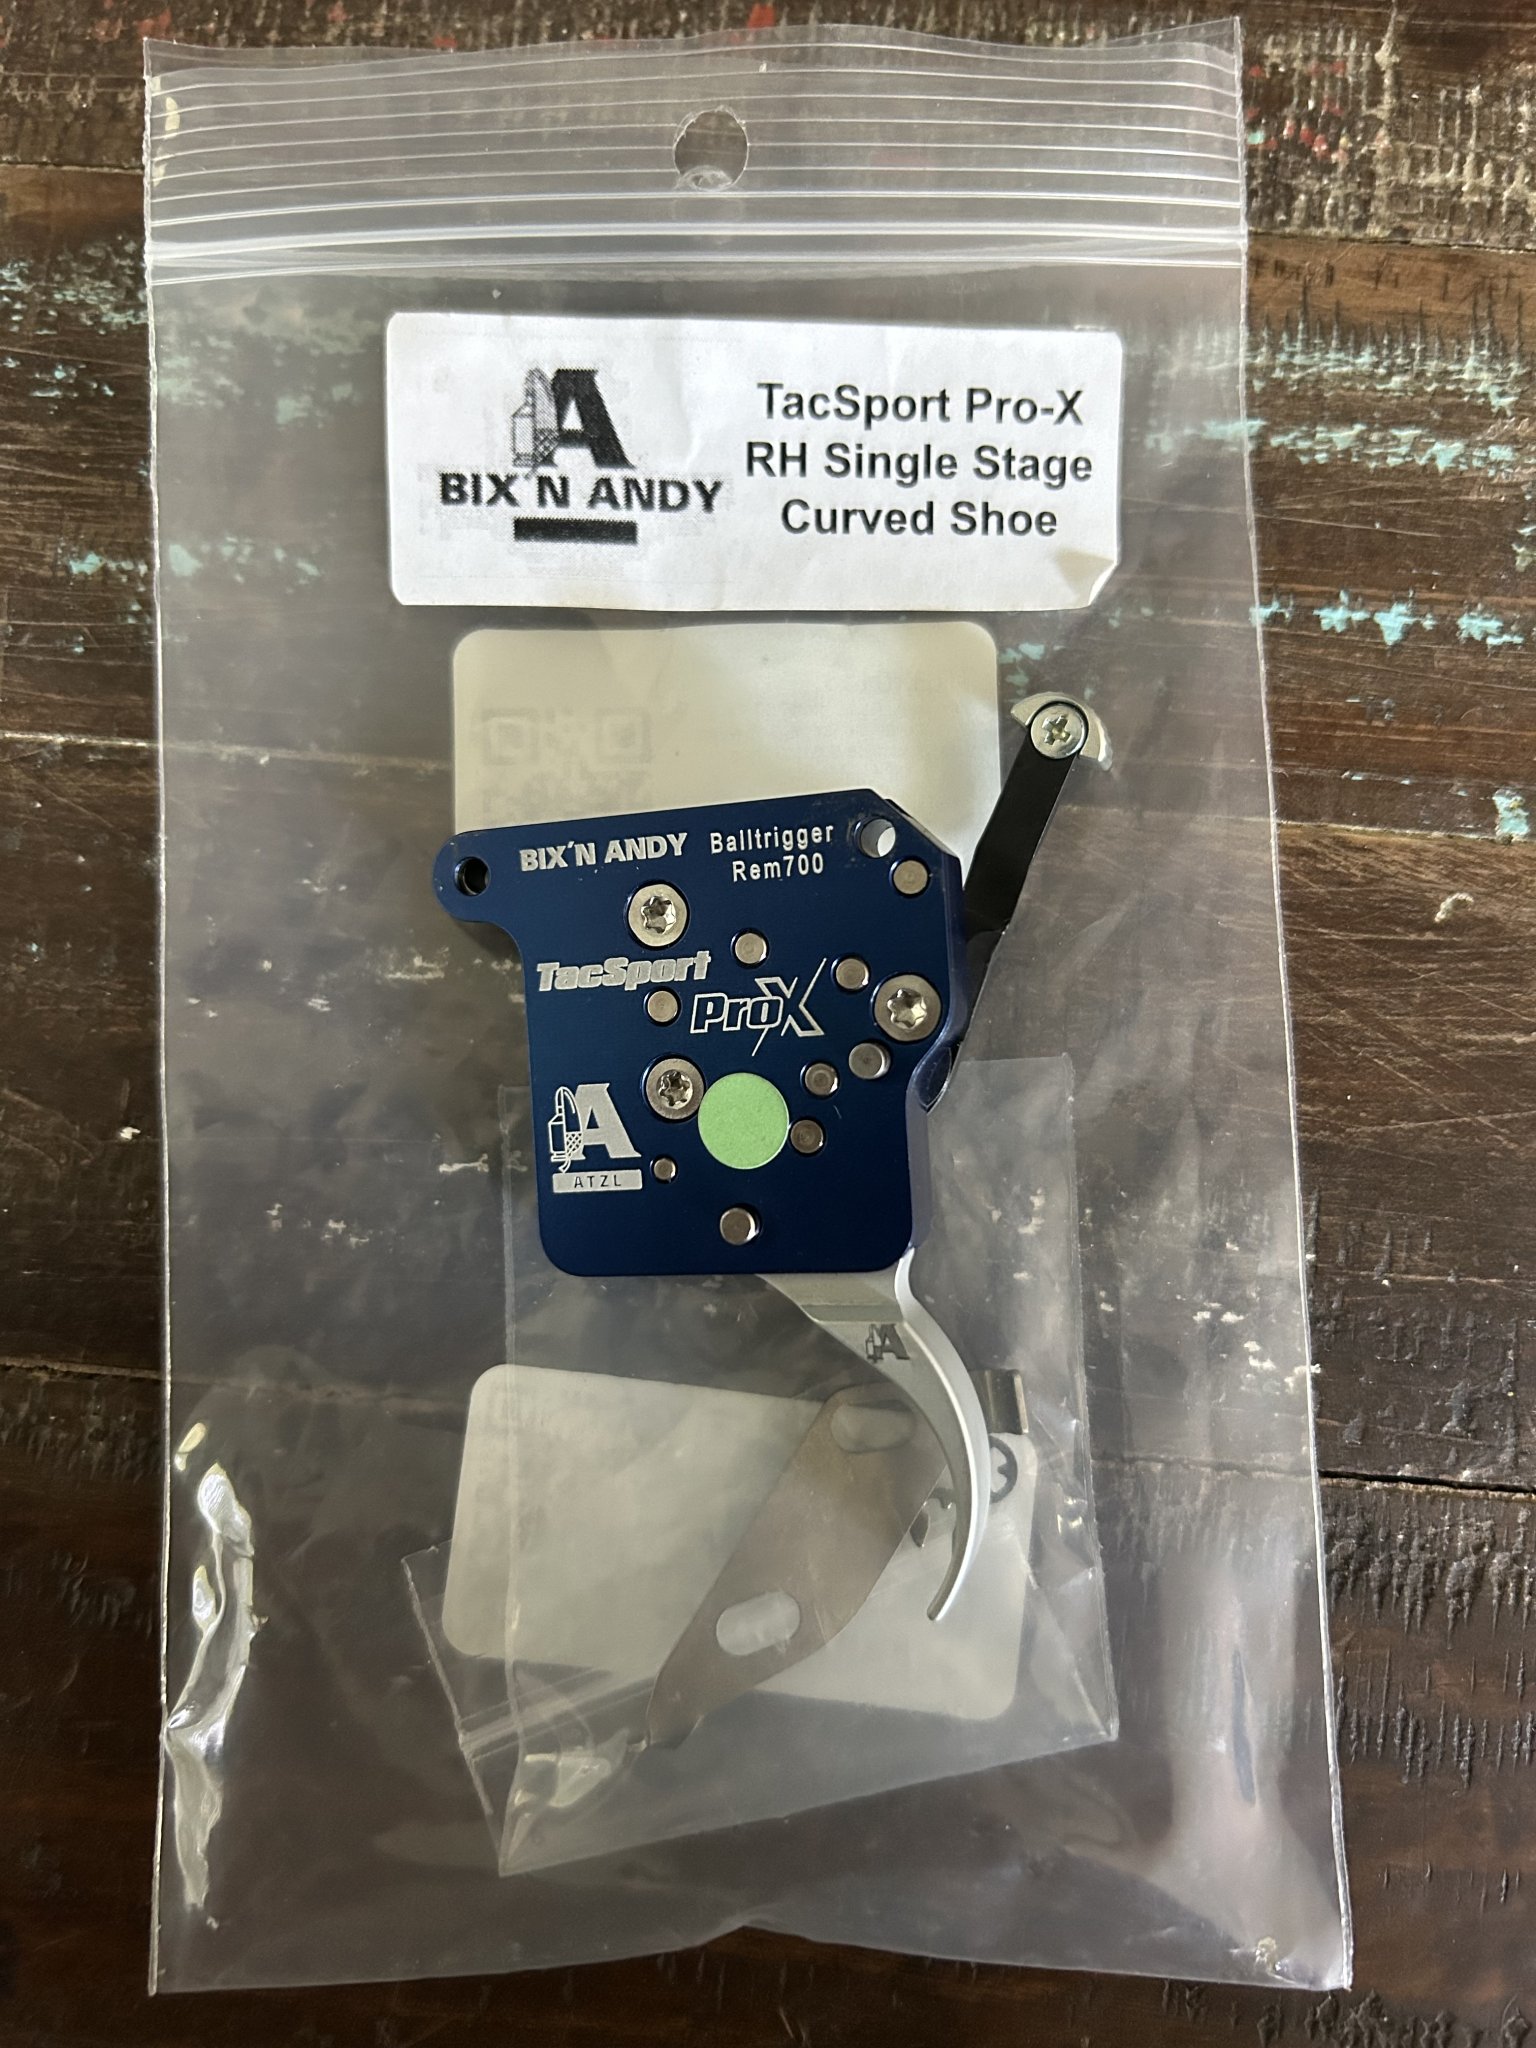 A
BIX'N ANDY
TacSport Pro-X
RH Single Stage
Curved Shoe
BIX'N ANDY
Balltrigger
Rem700
TacSport
ProX
A
ATZL
A